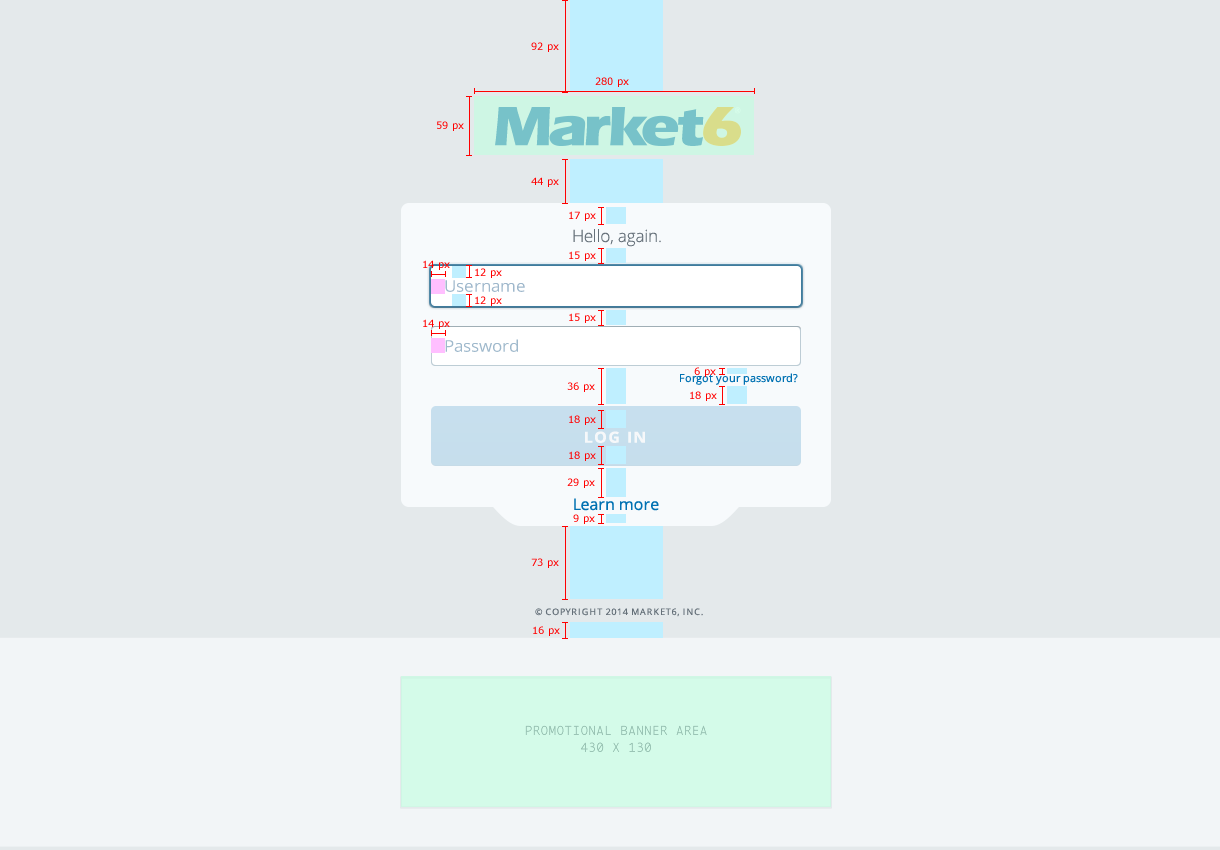 92 px
280 px
Market6
59 px
44 px
17 px
Hello, again.
15 px
14 px
12 px
Username
12 px
15 px
14 px
Password
6 px
Forgot your password?
36 px
18 px
18 px
LOG IN
18 px
29 px
Learn more
9 px
73 px
© COPYRIGHT 2014 MARKET6, INC.
16 px
PROMOTIONAL BANNER AREA
430 X 130